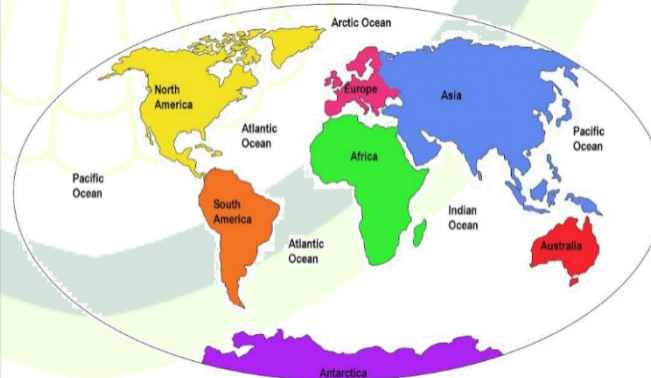 Arctic Ocean
North
America
Europe
Asia
Atlantic
Ocean
Pacific
Ocean
Africa
Pacific
Ocean
South
America
Indian
Ocean
Atlantic
Ocean
Australia
Antarctica